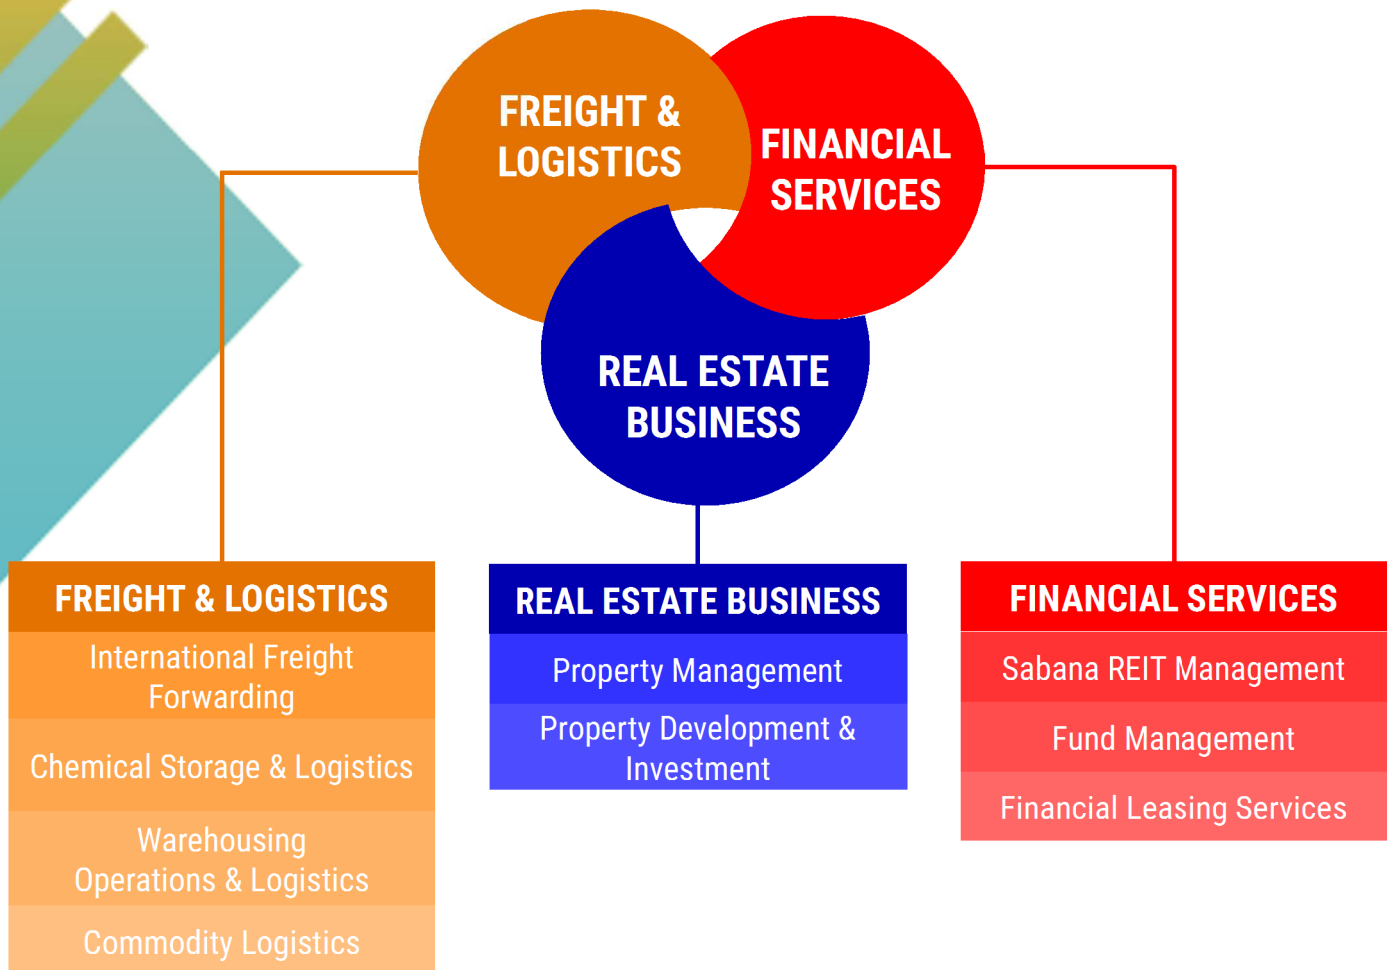 FREIGHT &
LOGISTICS
FINANCIAL
SERVICES
REAL ESTATE
BUSINESS
FREIGHT & LOGISTICS
International Freight
Forwarding
Chemical Storage & Logistics
Warehousing
Operations & Logistics
Commodity Logistics
REAL ESTATE BUSINESS
Property Management
Property Development &
Investment
FINANCIAL SERVICES
Sabana REIT Management
Fund Management
Financial Leasing Services